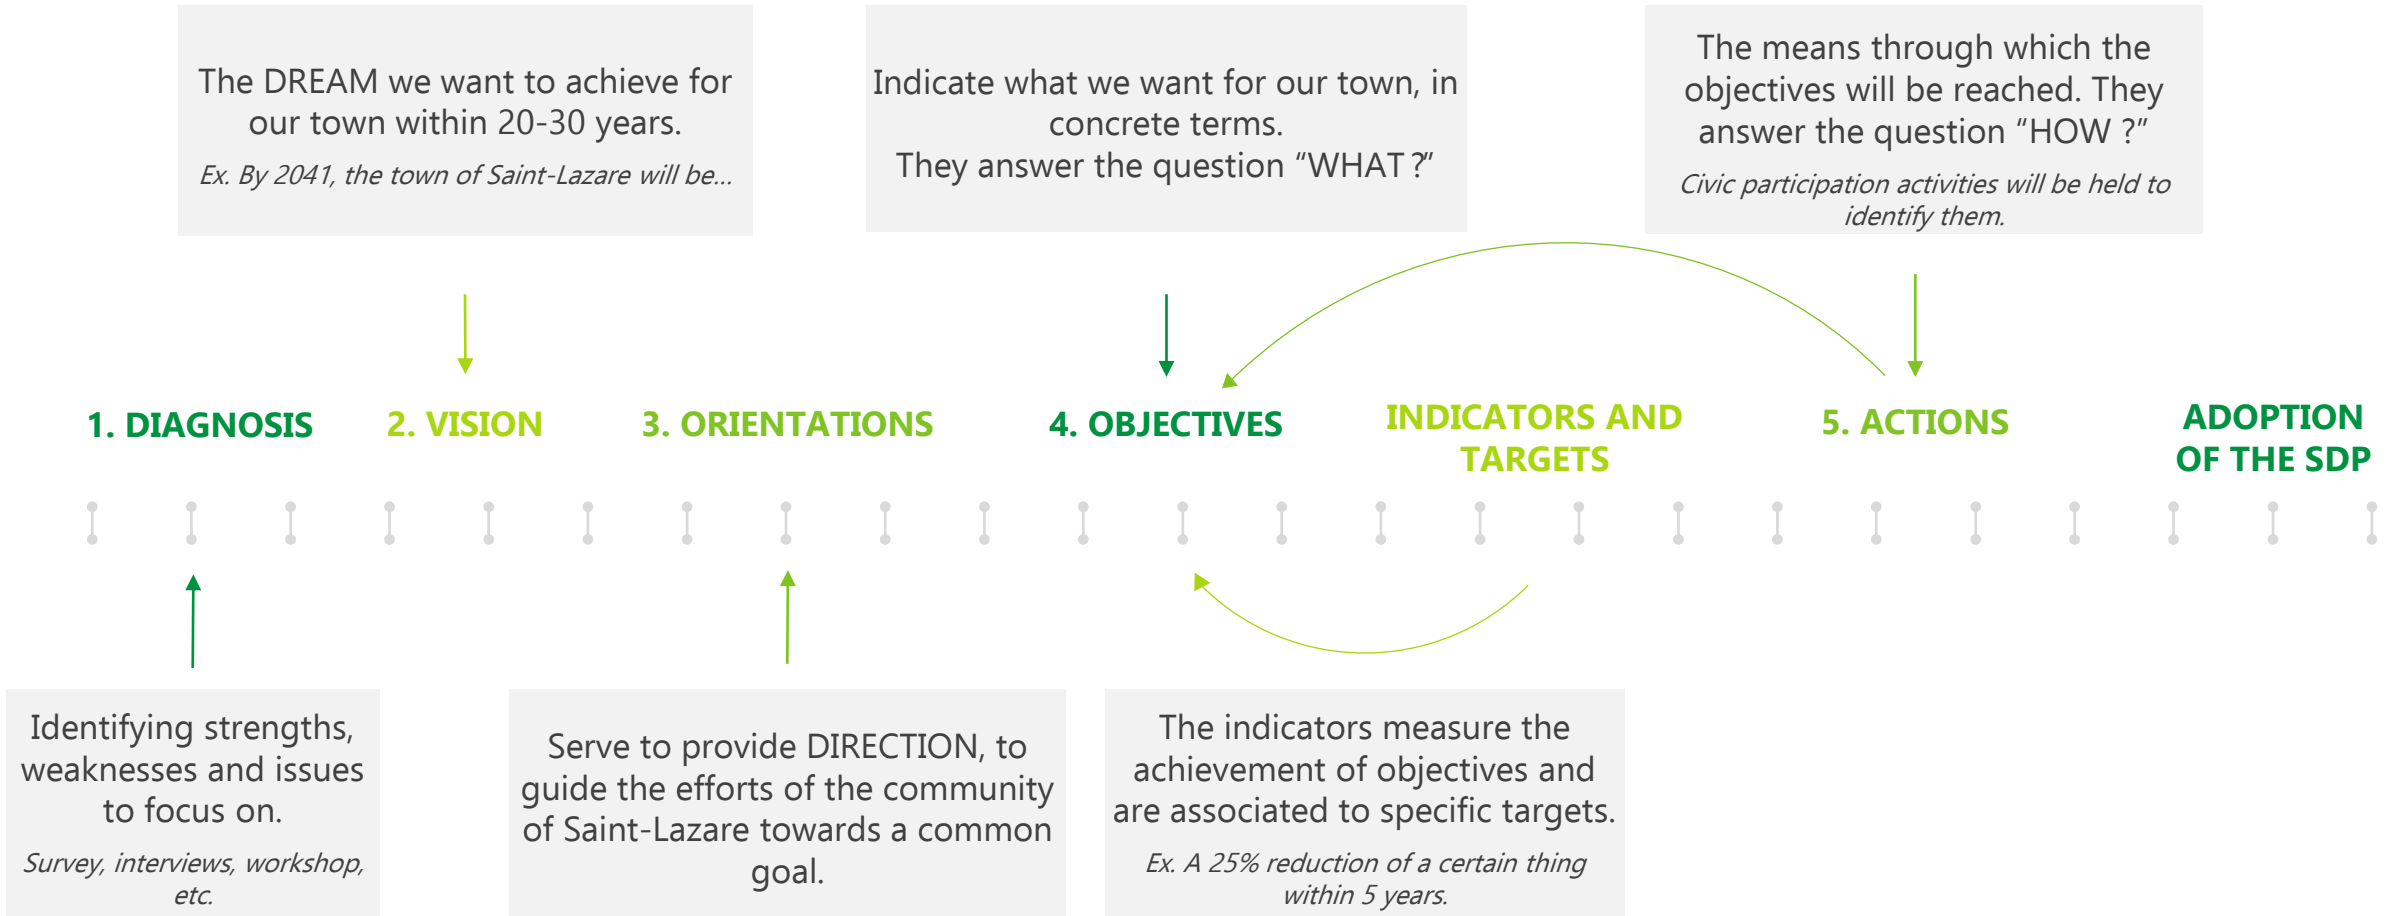 The DREAM we want to achieve for
our town within 20-30 years.
Ex. By 2041, the town of Saint-Lazare will be...
Indicate what we want for our town, in
concrete terms.
They answer the question “WHAT ?”
The means through which the
objectives will be reached. They
answer the question “HOW ?”
Civic participation activities will be held to
identify them.
1. DIAGNOSIS
2. VISION
3. ORIENTATIONS
4. OBJECTIVES
INDICATORS AND
TARGETS
5. ACTIONS
ADOPTION
OF THE SDP
Identifying strengths,
weaknesses and issues
to focus on.
Survey, interviews, workshop,
etc.
Serve to provide DIRECTION, to
guide the efforts of the community
of Saint-Lazare towards a common
goal.
The indicators measure the
achievement of objectives and
are associated to specific targets.
Ex. A 25% reduction of a certain thing
within 5 years.